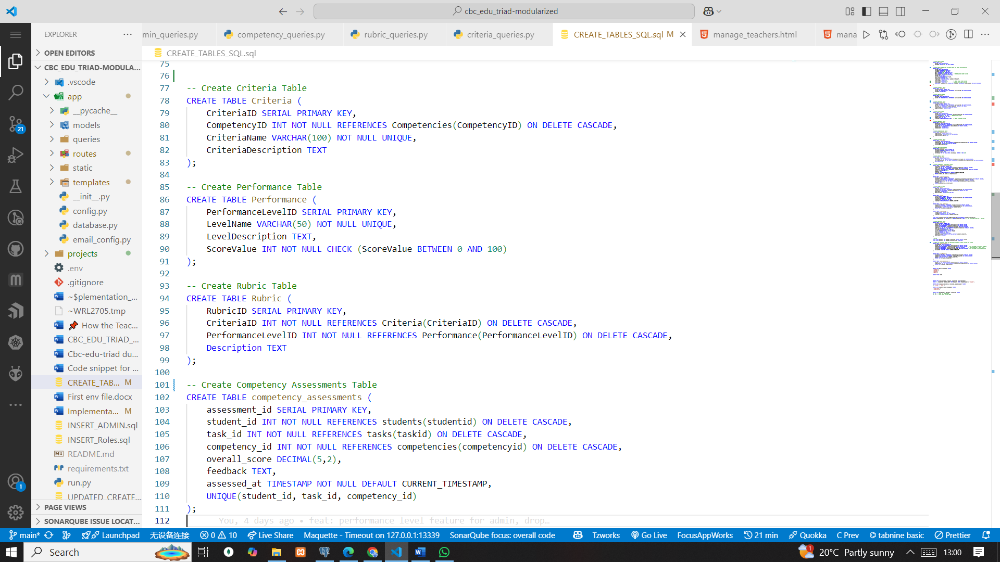 cbc_edu_triad-modularized
EXPLORER
min_queries.py
competency_queries.py
rubric_queries.py
criteria_queries.py
CREATE_TABLES_SQL.sql M
manage_teachers.html
mana
OPEN EDITORS
CREATE_TABLES_SQL.sql
CBC_EDU_TRIAD-MODULA...
.vscode
app
__pycache__
models
queries
routes
static
templates
__init__.py
config.py
database.py
email_config.py
projects
.env
.gitignore
~$plementation_...
~WRL2705.tmp
How the Teac...
CBC_EDU_TRIAD_...
Cbc-edu-triad du...
Code snippet for ...
CREATE_TAB... M
First env file.docx
Implementa... M
INSERT_ADMIN.sql
INSERT_Roles.sql
README.md
requirements.txt
run.py
UPDATED_CREATE...
PAGE VIEWS
SONARQUBE ISSUE LOCAT...
21
1
75
76
77 -- Create Criteria Table
78 CREATE TABLE Criteria (
79 CriteriaID SERIAL PRIMARY KEY,
80 CompetencyID INT NOT NULL REFERENCES Competencies(CompetencyID) ON DELETE CASCADE,
81 CriteriaName VARCHAR(100) NOT NULL UNIQUE,
82 CriteriaDescription TEXT
83 );
84
85 -- Create Performance Table
86 CREATE TABLE Performance (
87 PerformanceLevelID SERIAL PRIMARY KEY,
88 LevelName VARCHAR(50) NOT NULL UNIQUE,
89 LevelDescription TEXT,
90 ScoreValue INT NOT NULL CHECK (ScoreValue BETWEEN 0 AND 100)
91 );
92
93 -- Create Rubric Table
94 CREATE TABLE Rubric (
95 RubricID SERIAL PRIMARY KEY,
96 CriteriaID INT NOT NULL REFERENCES Criteria(CriteriaID) ON DELETE CASCADE,
97 PerformanceLevelID INT NOT NULL REFERENCES Performance(PerformanceLevelID) ON DELETE CASCADE,
98 Description TEXT
99 );
100
101 -- Create Competency Assessments Table
102 CREATE TABLE competency_assessments (
103 assessment_id SERIAL PRIMARY KEY,
104 student_id INT NOT NULL REFERENCES students(studentid) ON DELETE CASCADE,
105 task_id INT NOT NULL REFERENCES tasks(taskid) ON DELETE CASCADE,
106 competency_id INT NOT NULL REFERENCES competencies(competencyid) ON DELETE CASCADE,
107 overall_score DECIMAL(5,2),
108 feedback TEXT,
109 assessed_at TIMESTAMP NOT NULL DEFAULT CURRENT_TIMESTAMP,
110 UNIQUE(student_id, task_id, competency_id)
111 );
112 You, 4 days ago • feat: performance level feature for admin, drop…
main* Launchpad 无设备连接 0 10 Live Share Maquette - Timeout on 127.0.0.1:13339 SonarQube focus: overall code Tzworks Go Live FocusAppWorks 21 min Quokka C Prev tabnine basic Prettier
Search
1 20°C Partly sunny 13:00